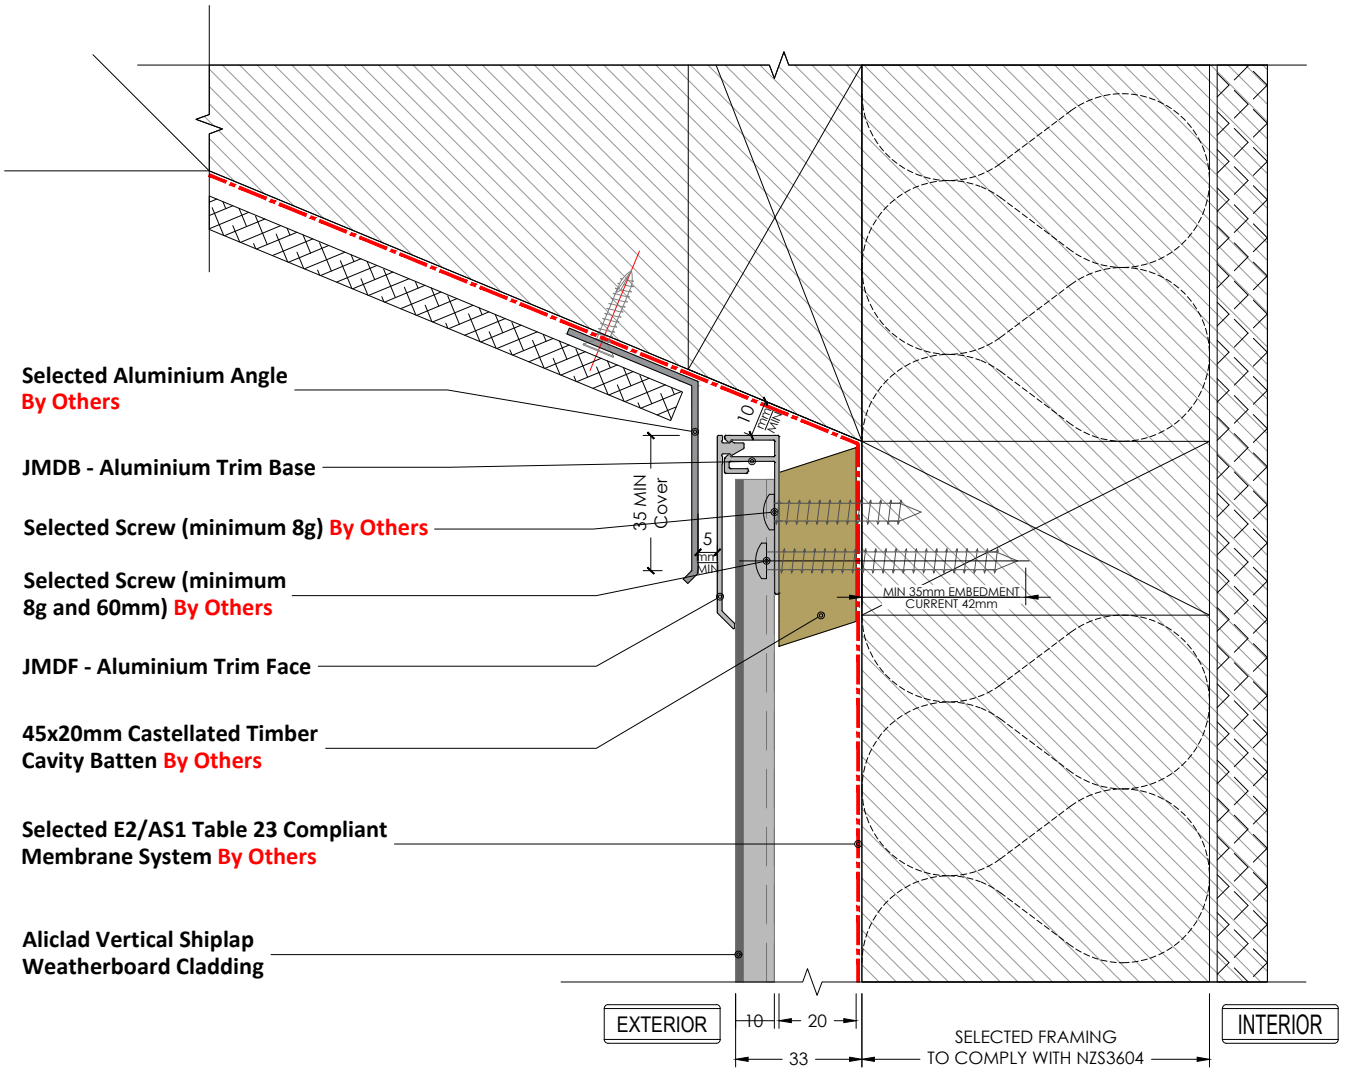 Selected Aluminium Angle
By Others
JMDB - Aluminium Trim Base
Selected Screw (minimum 8g) By Others
Selected Screw (minimum
8g and 60mm) By Others
JMDF - Aluminium Trim Face
45x20mm Castellated Timber
Cavity Batten By Others
Selected E2/AS1 Table 23 Compliant
Membrane System By Others
Aliclad Vertical Shiplap
Weatherboard Cladding
10
mm
MIN
35 MIN
Cover
5
mm
MIN
MIN 35mm EMBEDMENT
CURRENT 42mm
EXTERIOR
10
20
33
SELECTED FRAMING
TO COMPLY WITH NZS3604
INTERIOR